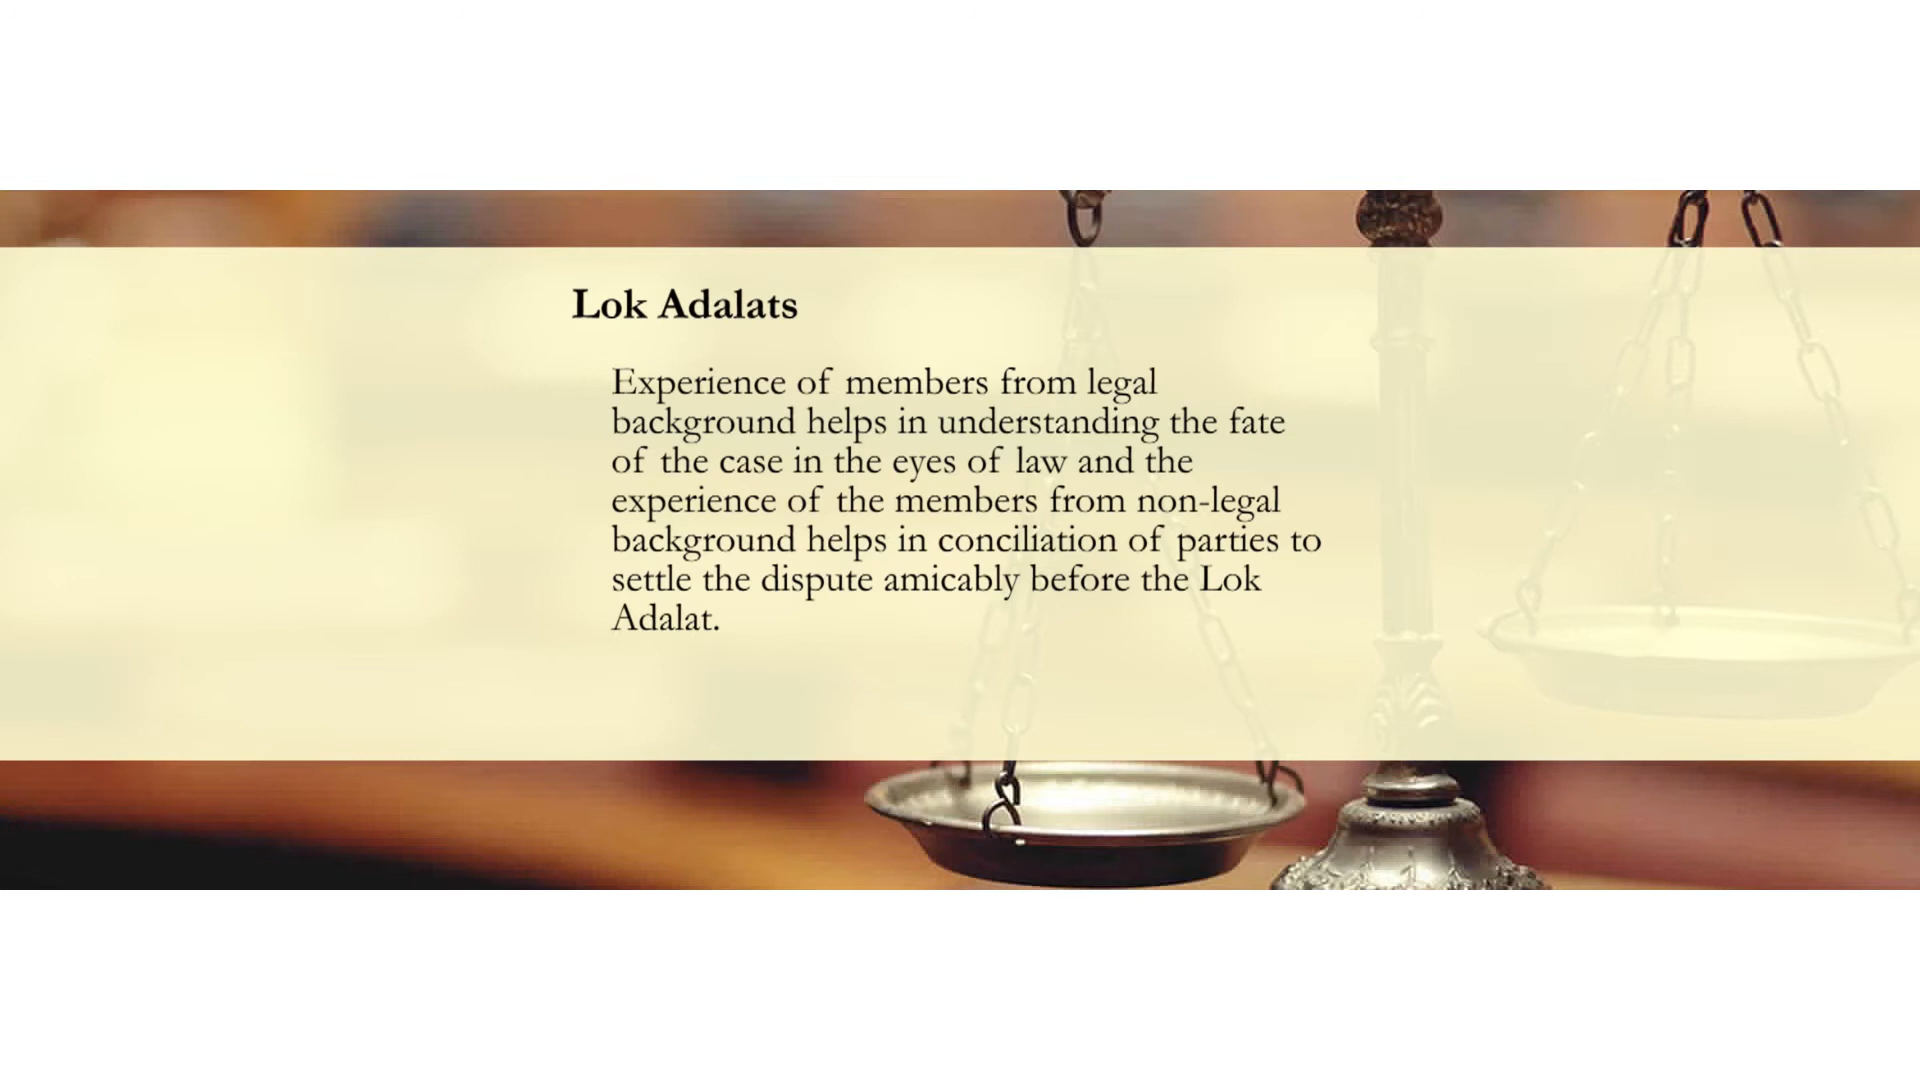 Lok Adalats
Experience of members from legal
background helps in understanding the fate
of the case in the eyes of law and the
experience of the members from non-legal
background helps in conciliation of parties to
settle the dispute amicably before the Lok
Adalat.